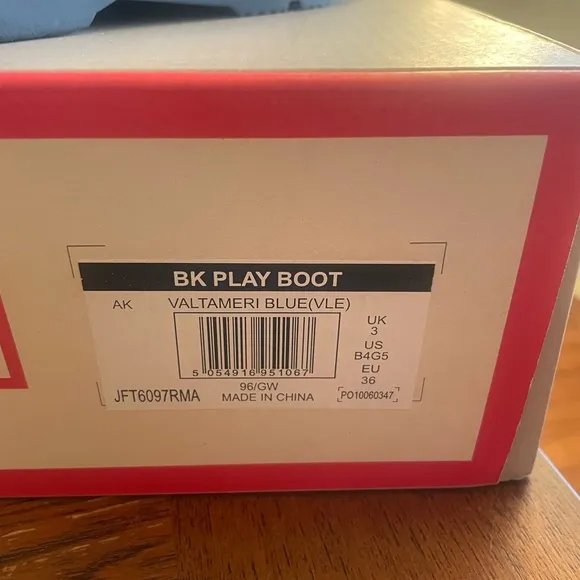 BK PLAY BOOT
AK VALTAMERI BLUE(VLE)
UK
3
US
B4G5
EU
36
5 054916 951067
96/GW
JFT6097RMA MADE IN CHINA PO10060347